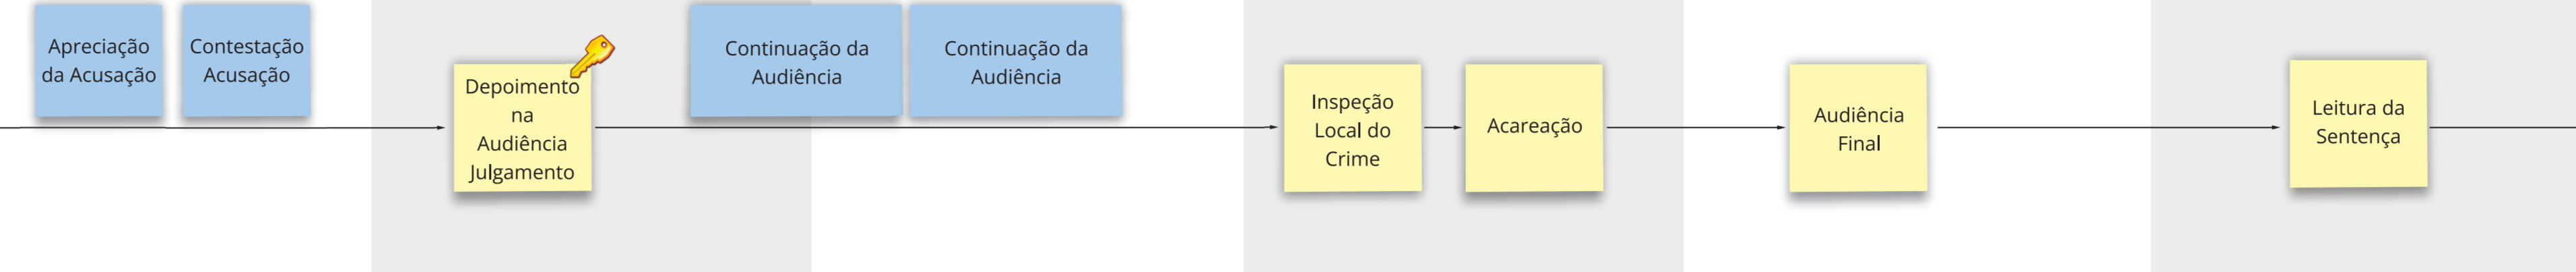 Apreciação
da Acusação
Contestação
Acusação
Depoimento
na
Audiência
Julgamento
Continuação da
Audiência
Continuação da
Audiência
Inspeção
Local do
Crime
Acareação
Audiência
Final
Leitura da
Sentença